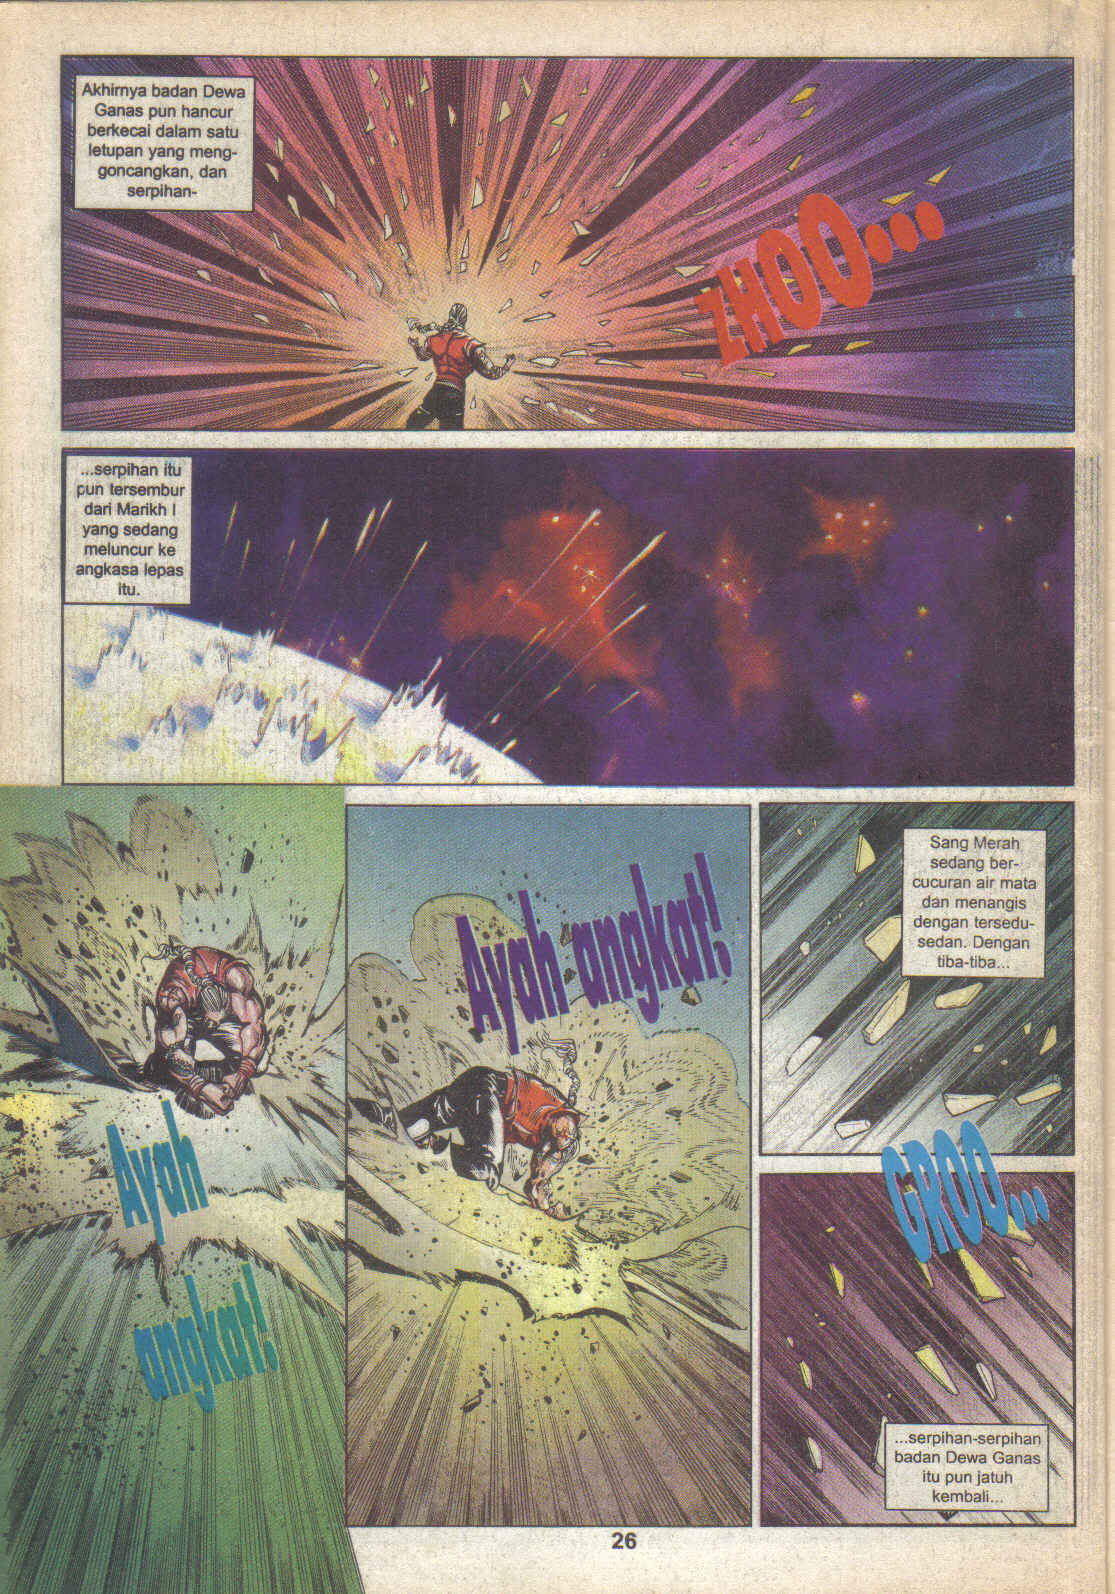 Akhirnya badan Dewa
Ganas pun hancur
berkecai dalam satu
letupan yang meng-
goncangkan, dan
serpihan-
ZHOO...
...serpihan itu
pun tersembur
dari Marikh I
yang sedang
meluncur ke
angkasa lepas
itu.
Ayah
angkat!
Ayah angkat!
Sang Merah
sedang ber-
cucuran air mata
dan menangis
dengan tersedu-
sedan. Dengan
tiba-tiba...
GROO...
...serpihan-serpihan
badan Dewa Ganas
itu pun jatuh
kembali...
26